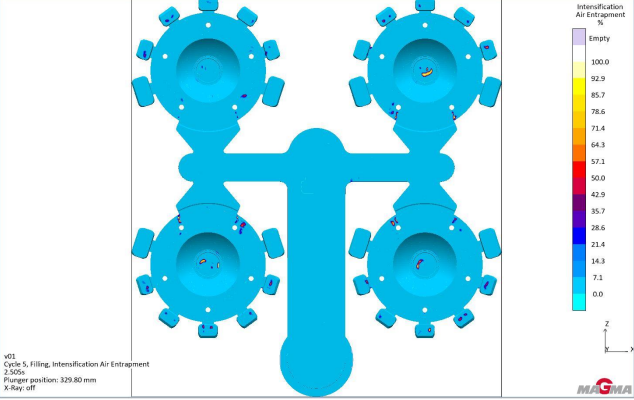 Intensification
Air Entrapment
%
Empty
100.0
92.9
85.7
78.6
71.4
64.3
57.1
50.0
42.9
35.7
28.6
21.4
14.3
7.1
0.0
Z
Y
X
v01
Cycle 5, Filling, Intensification Air Entrapment
2.505s
Plunger position: 329.80 mm
X-Ray: off
MAGMA